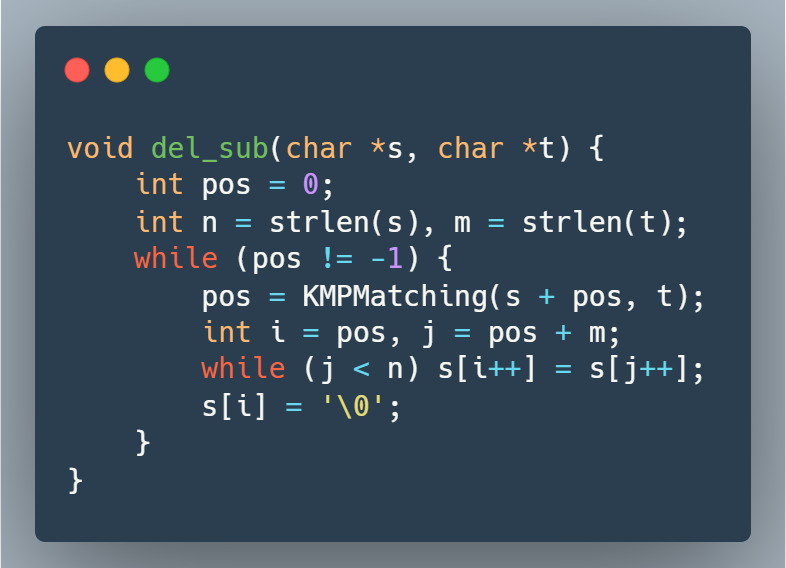 void del_sub(char *s, char *t) {
    int pos = 0;
    int n = strlen(s), m = strlen(t);
    while (pos != -1) {
        pos = KMPMatching(s + pos, t);
        int i = pos, j = pos + m;
        while (j < n) s[i++] = s[j++];
        s[i] = '\0';
    }
}